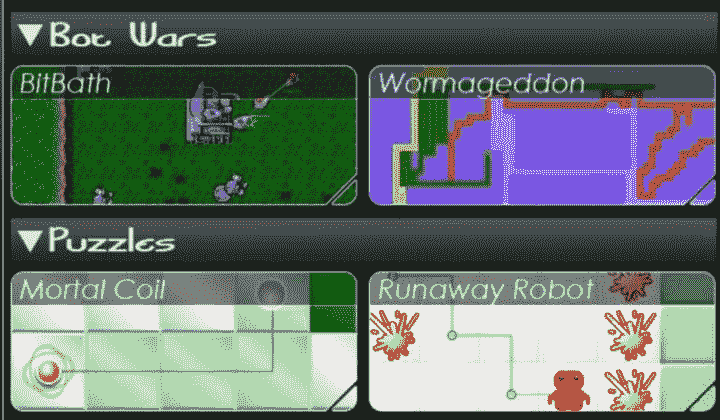 Bot Wars
BitBath
Wormageddon
Puzzles
Mortal Coil
Runaway Robot